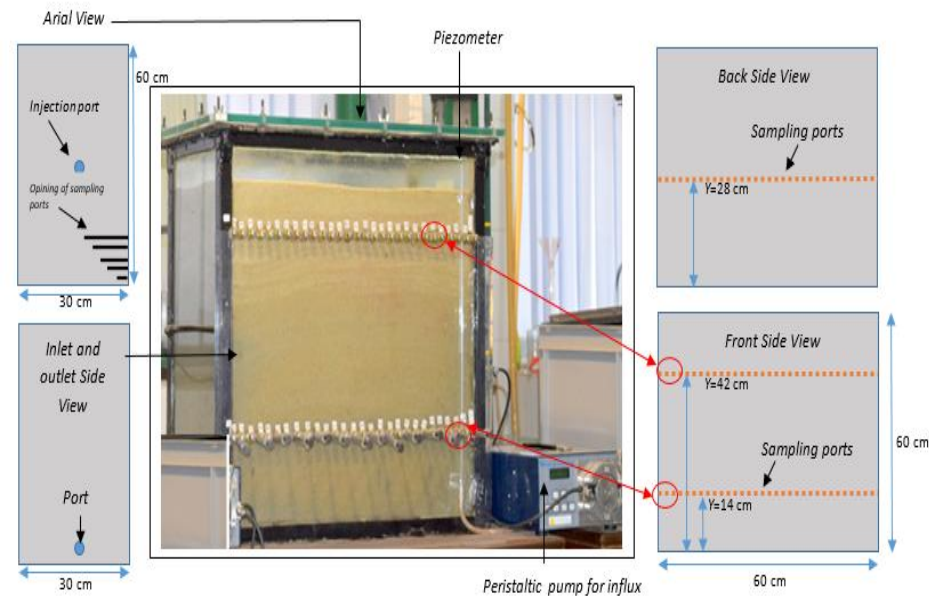 Arial View
Piezometer
60 cm
Injection port
Opining of sampling
ports
30 cm
Inlet and
outlet Side
View
Port
30 cm
Back Side View
Sampling ports
Y=28 cm
Front Side View
Y=42 cm
Sampling ports
Y=14 cm
60 cm
60 cm
Peristaltic pump for influx